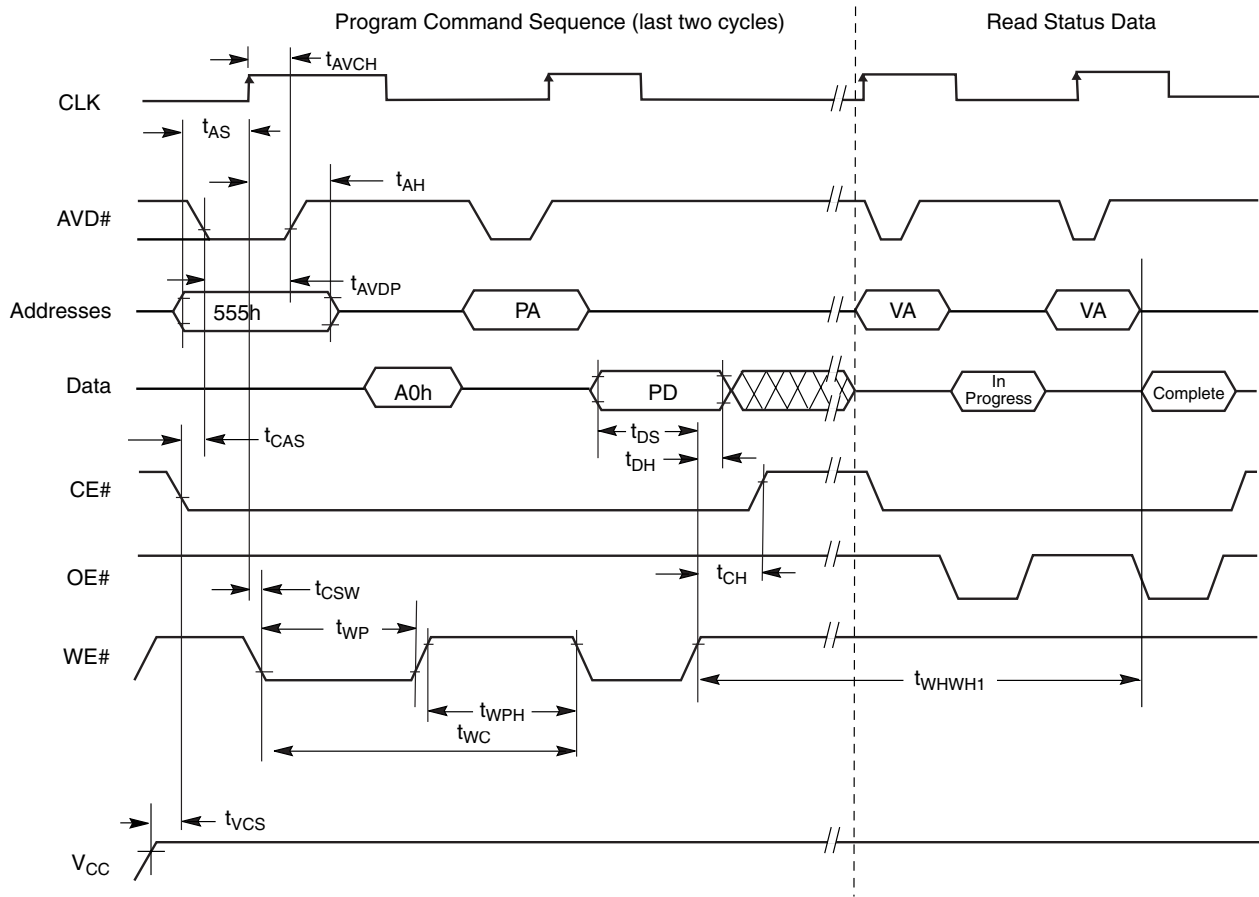 Program Command Sequence (last two cycles)
Read Status Data
tAVCH
CLK
tAS
tAH
AVD#
tAVDP
Addresses
555h
PA
VA
VA
Data
A0h
PD
In Progress
Complete
tDS
tCAS
tDH
CE#
OE#
tCH
tCSW
tWP
WE#
tWHWH1
tWPH
tWC
tVCS
VCC